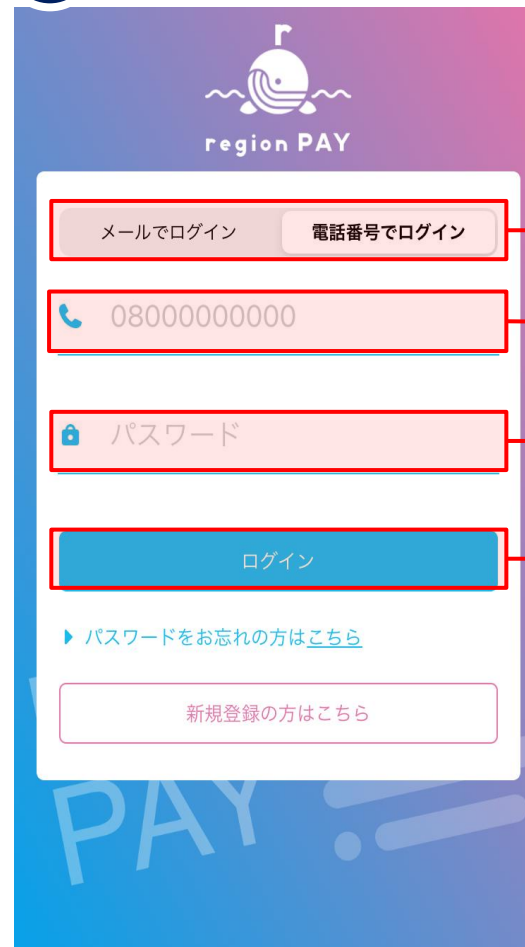 r
region PAY
メールでログイン 電話番号でログイン
08000000000
パスワード
ログイン
パスワードをお忘れの方はこちら
新規登録の方はこちら
PAY